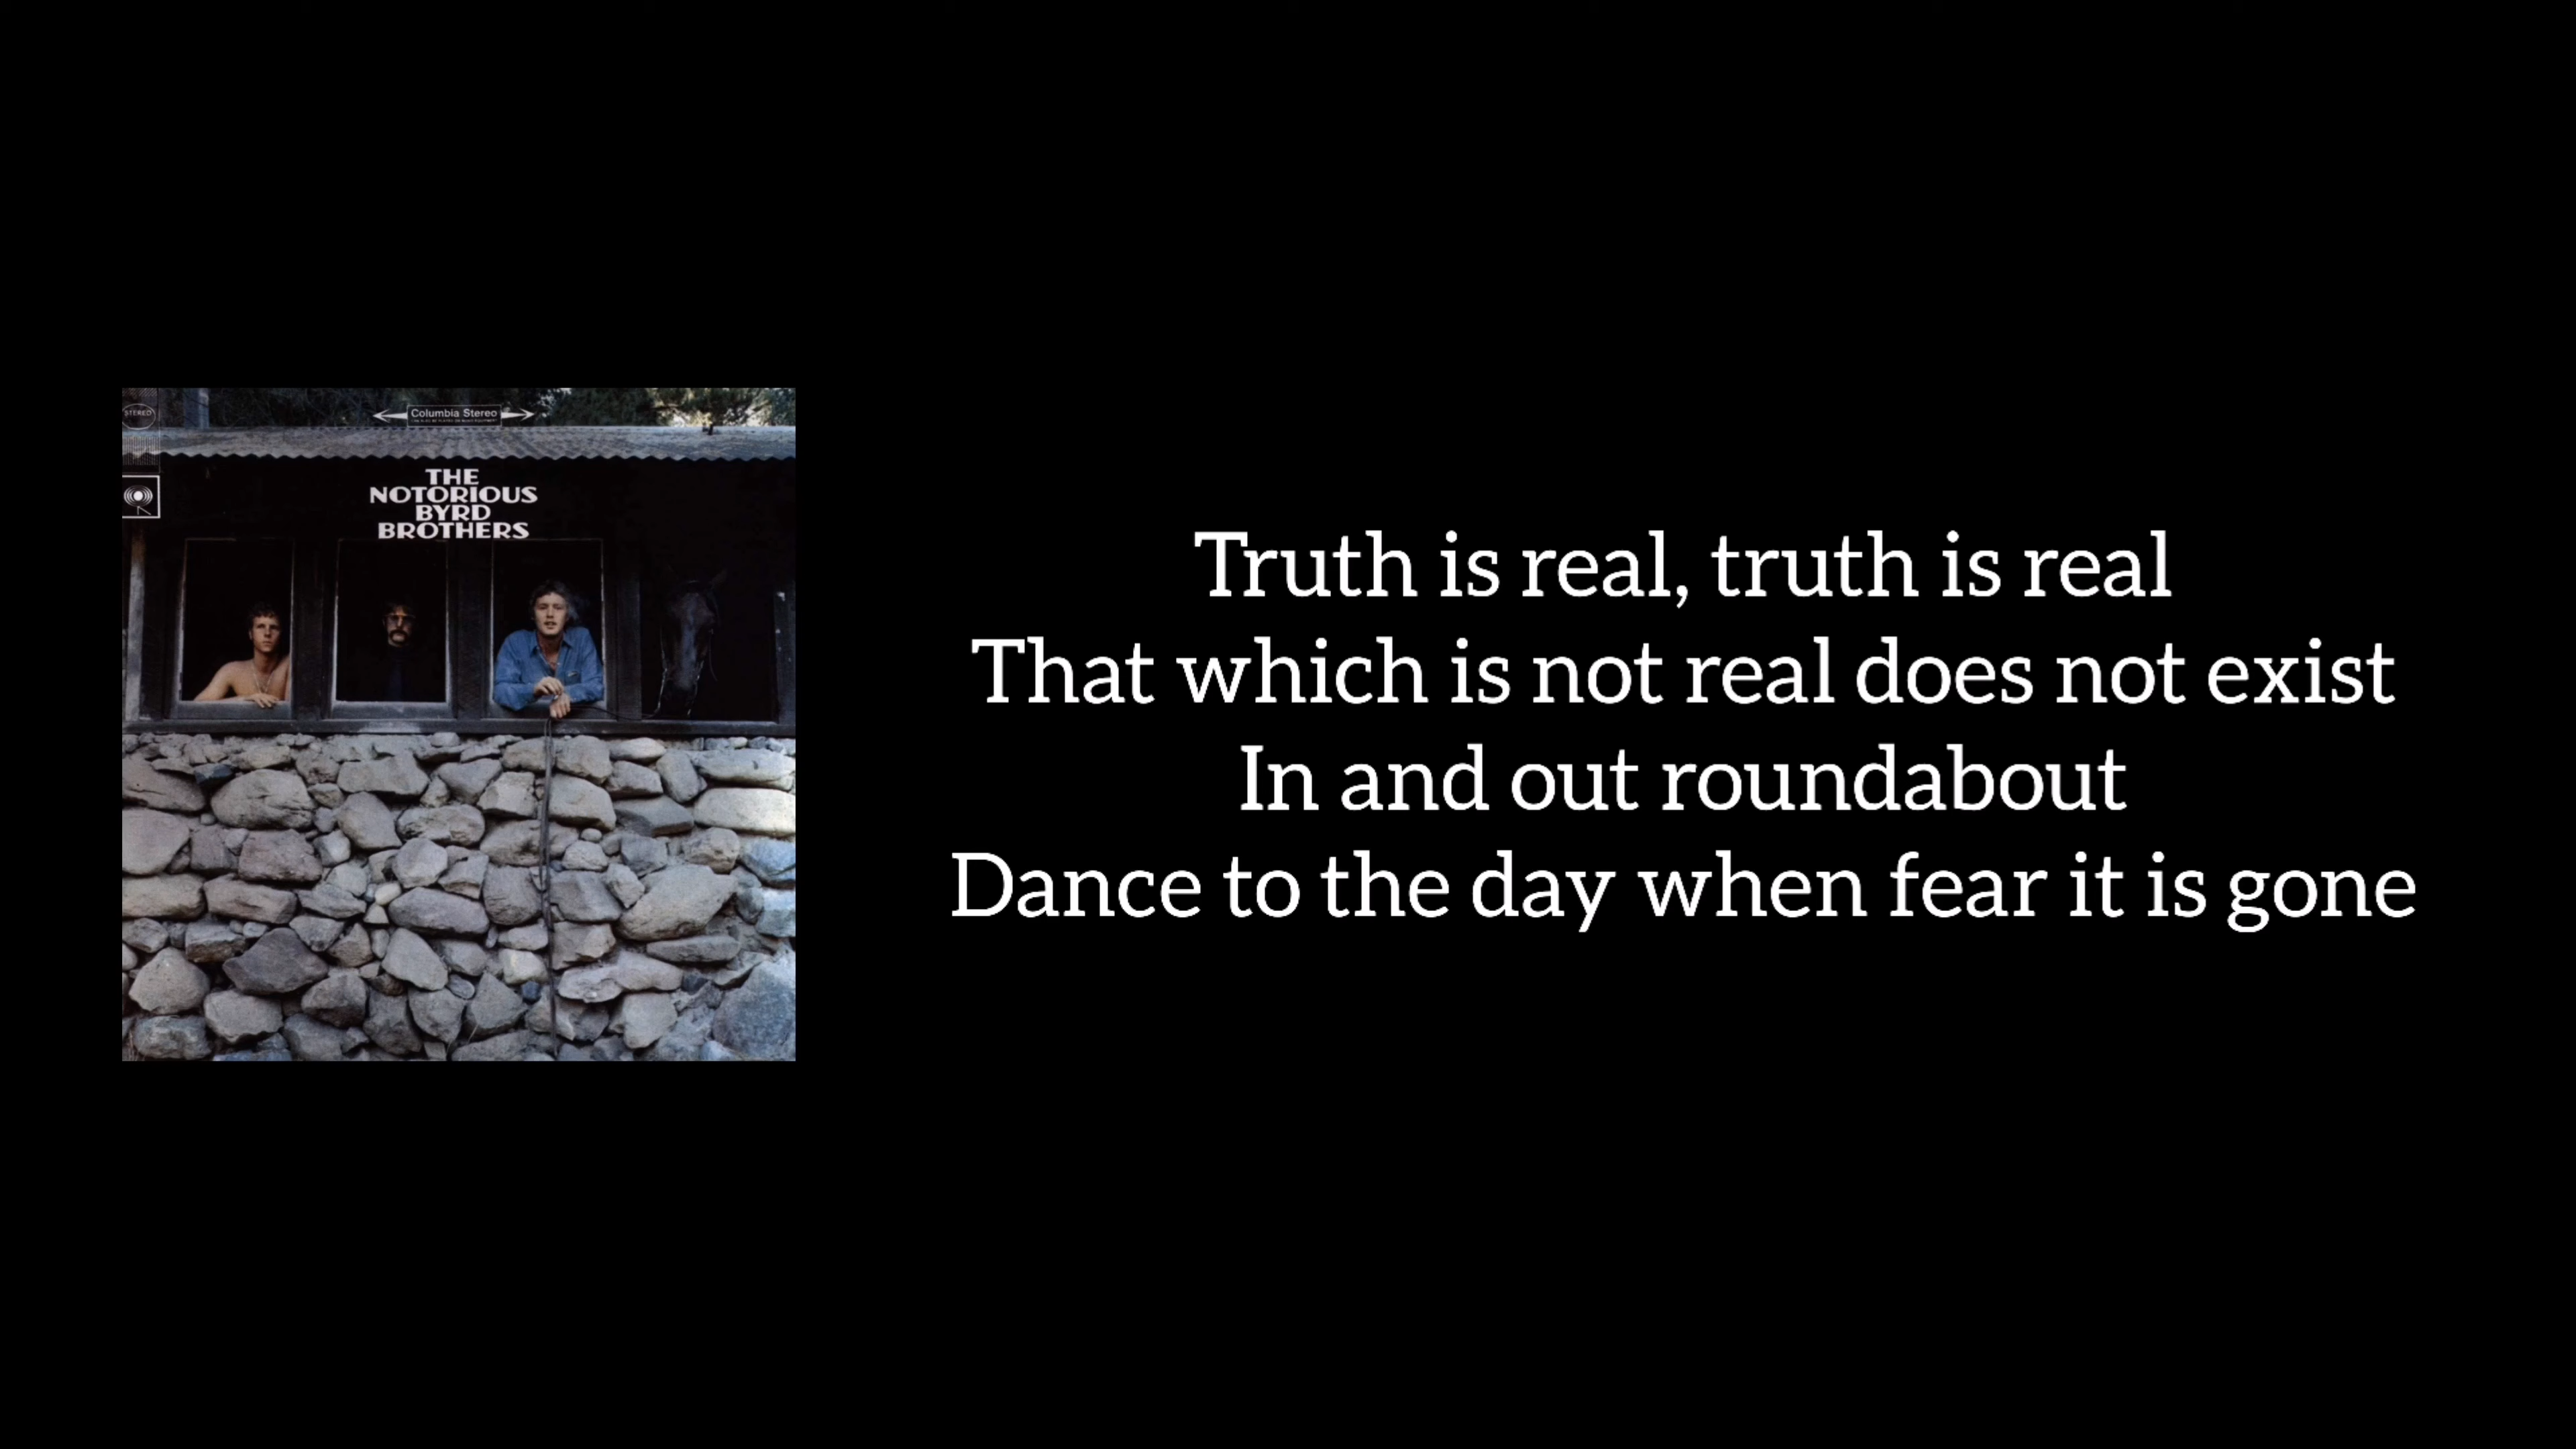 STEREO
Columbia Stereo
THE
NOTORIOUS
BYRD
BROTHERS
Truth is real, truth is real
That which is not real does not exist
In and out roundabout
Dance to the day when fear it is gone